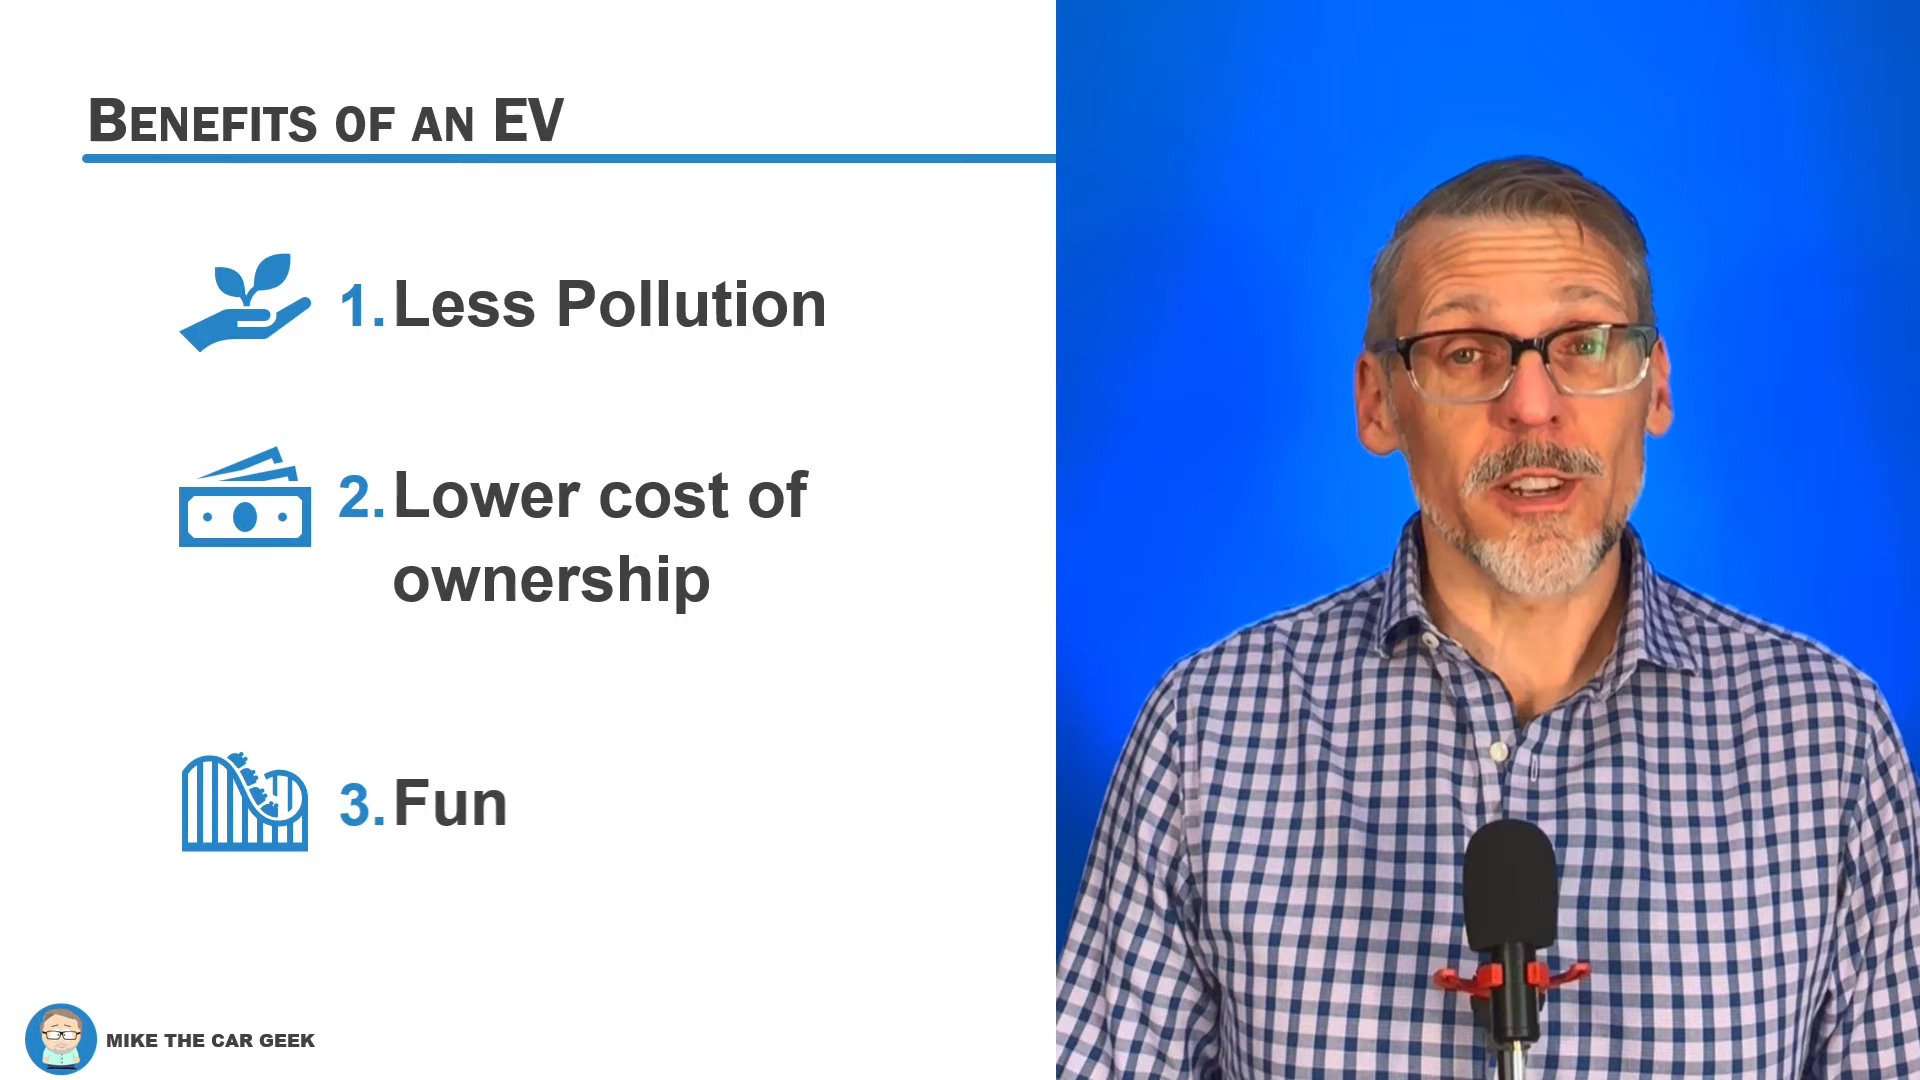 BENEFITS OF AN EV
1. Less Pollution
2. Lower cost of
ownership
3. Fun
MIKE THE CAR GEEK